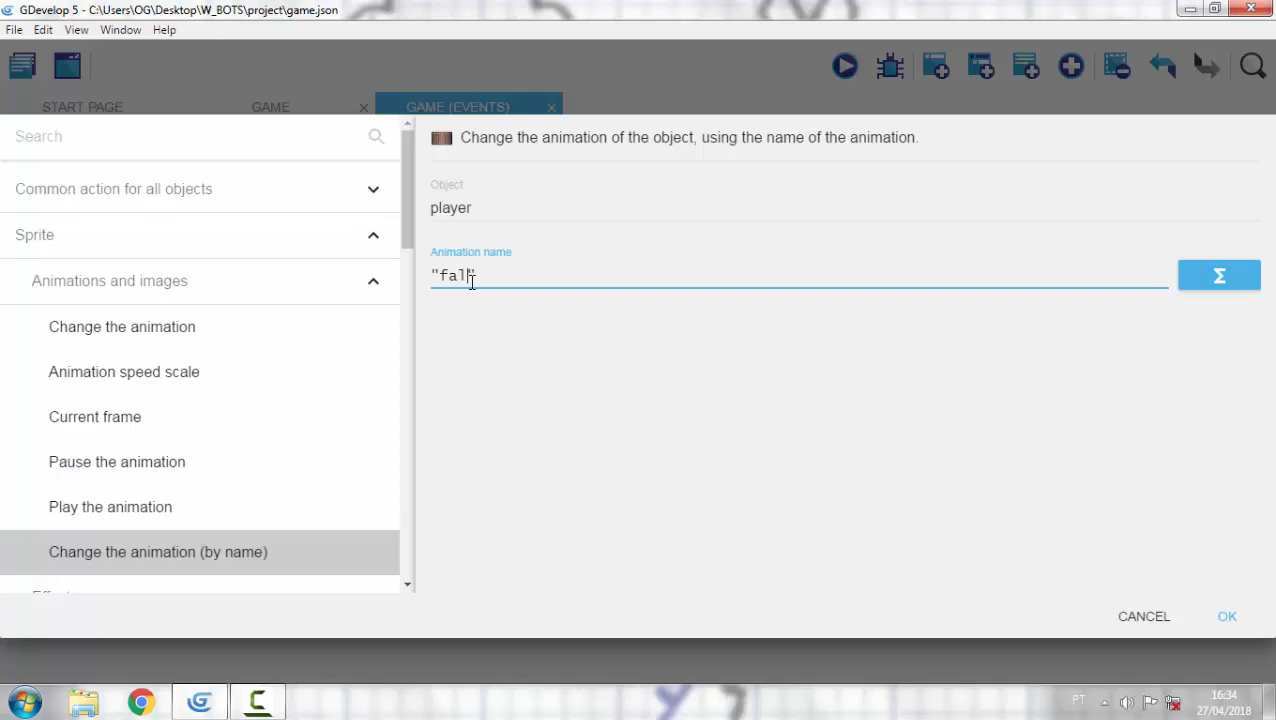 GDevelop 5 - C:\Users\OG\Desktop\W_BOTS\project\game.json
File Edit View Window Help
START PAGE GAME × GAME (EVENTS) ×
Search
Common action for all objects
Sprite
Animations and images
Change the animation
Animation speed scale
Current frame
Pause the animation
Play the animation
Change the animation (by name)
Change the animation of the object, using the name of the animation.
Object
player
Animation name
"fal"
Σ
CANCEL OK
PT
16:34
27/04/2018